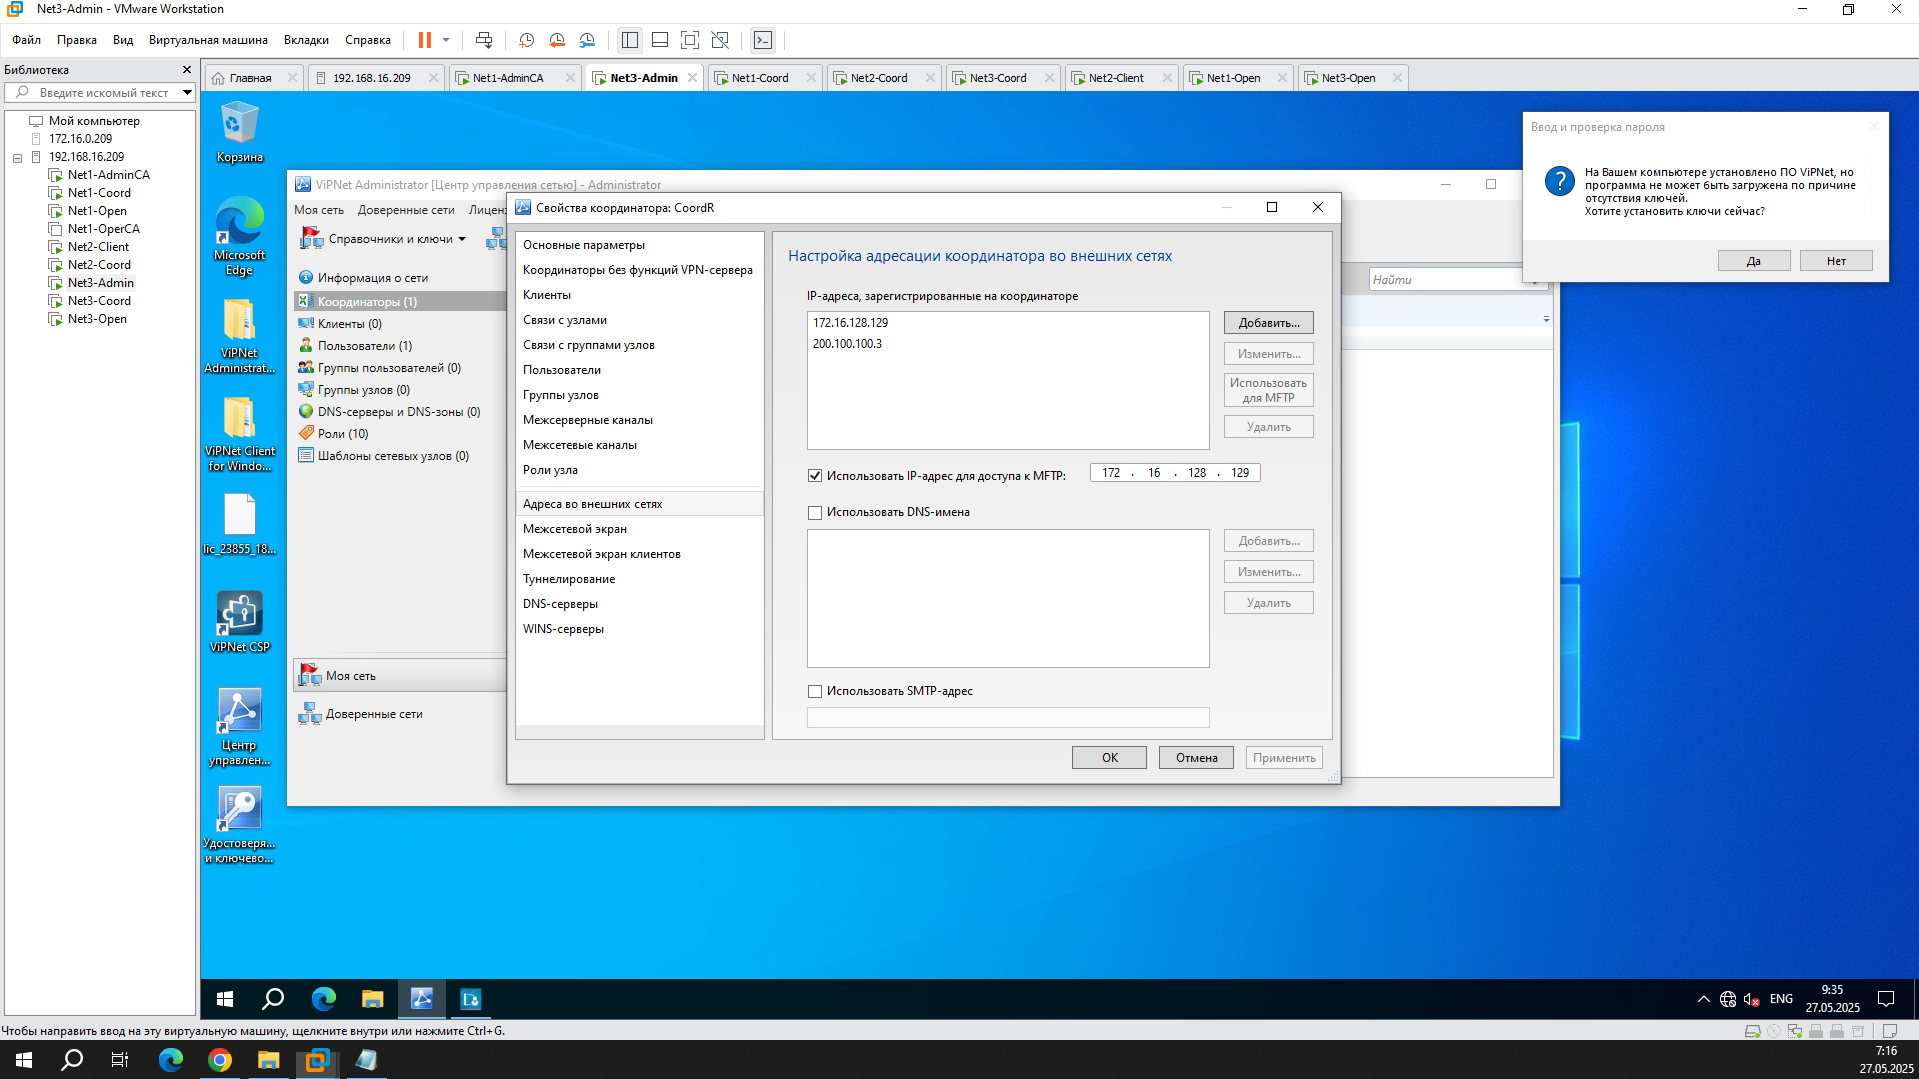 Net3-Admin - VMware Workstation
Файл Правка Вид Виртуальная машина Вкладки Справка
Библиотека
Введите искомый текст
Мой компьютер
172.16.0.209
192.168.16.209
Net1-AdminCA
Net1-Coord
Net1-Open
Net1-OperCA
Net2-Client
Net2-Coord
Net3-Admin
Net3-Coord
Net3-Open
Главная 192.168.16.209 Net1-AdminCA Net3-Admin Net1-Coord Net2-Coord Net3-Coord Net2-Client Net1-Open Net3-Open
Корзина
Microsoft
Edge
ViPNet
Administrat...
ViPNet Client
for Windo...
lic_23855_18...
ViPNet CSP
Центр
управлен...
Удостоверя...
и ключево...
ViPNet Administrator [Центр управления сетью] - Administrator
Моя сеть Доверенные сети Лиценз
Справочники и ключи
Информация о сети
Координаторы (1)
Клиенты (0)
Пользователи (1)
Группы пользователей (0)
Группы узлов (0)
DNS-серверы и DNS-зоны (0)
Роли (10)
Шаблоны сетевых узлов (0)
Моя сеть
Доверенные сети
Найти
Свойства координатора: CoordR
Основные параметры
Координаторы без функций VPN-сервера
Клиенты
Связи с узлами
Связи с группами узлов
Пользователи
Группы узлов
Межсерверные каналы
Межсетевые каналы
Роли узла
Адреса во внешних сетях
Межсетевой экран
Межсетевой экран клиентов
Туннелирование
DNS-серверы
WINS-серверы
Настройка адресации координатора во внешних сетях
IP-адреса, зарегистрированные на координаторе
172.16.128.129
200.100.100.3
Добавить...
Изменить...
Использовать
для MFTP
Удалить
Использовать IP-адрес для доступа к MFTP: 172 . 16 . 128 . 129
Использовать DNS-имена
Добавить...
Изменить...
Удалить
Использовать SMTP-адрес
OK Отмена Применить
Ввод и проверка пароля
На Вашем компьютере установлено ПО ViPNet, но
программа не может быть загружена по причине
отсутствия ключей.
Хотите установить ключи сейчас?
Да Нет
ENG
9:35
27.05.2025
Чтобы направить ввод на эту виртуальную машину, щелкните внутри или нажмите Ctrl+G.
7:16
27.05.2025